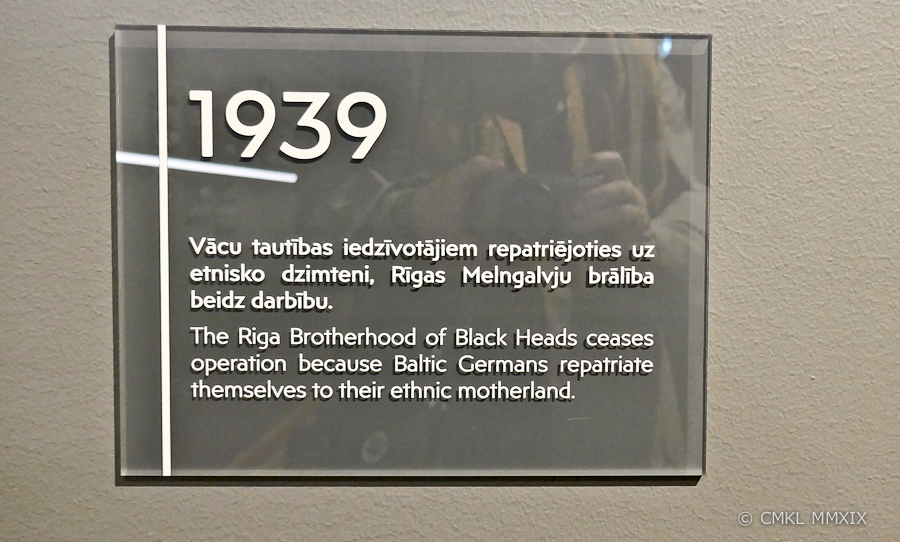 1939
Vācu tautības iedzīvotājiem repatriējoties uz
etnisko dzimteni, Rīgas Melngalvju brālība
beidz darbību.
The Riga Brotherhood of Black Heads ceases
operation because Baltic Germans repatriate
themselves to their ethnic motherland.
© CMKL MMXIX